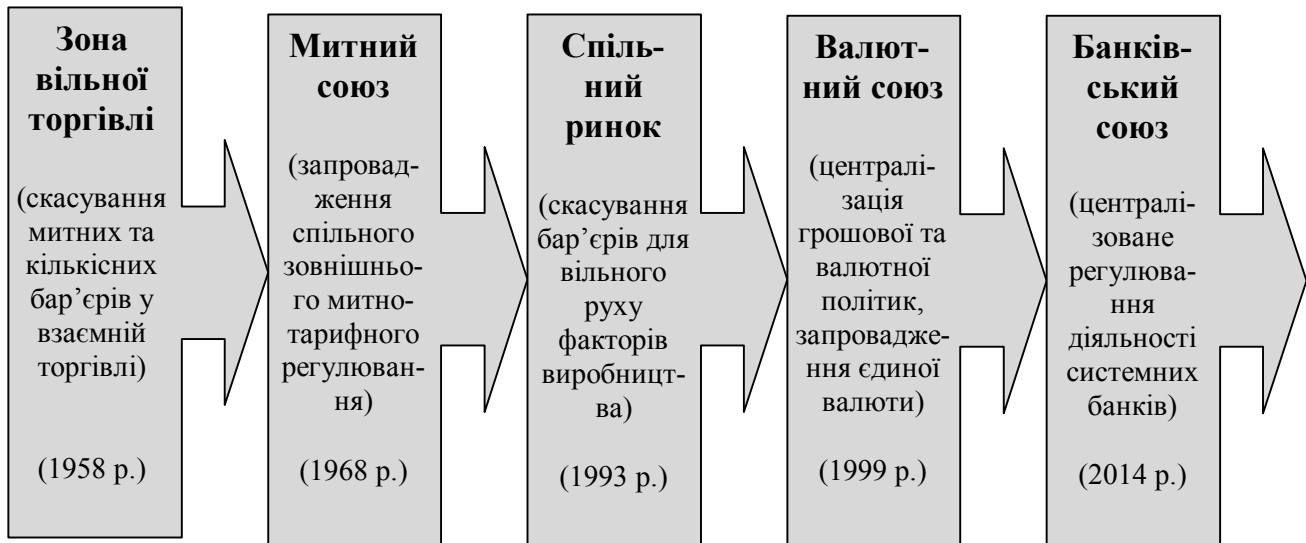 Зона
вільної
торгівлі
(скасування
митних та
кількісних
бар’єрів у
взаємній
торгівлі)
(1958 р.)
Митний
союз
(запровад-
ження
спільного
зовнішньо-
го митно-
тарифного
регулюван-
ня)
(1968 р.)
Спіль-
ний
ринок
(скасування
бар’єрів для
вільного
руху
факторів
виробницт-
ва)
(1993 р.)
Валют-
ний союз
(централі-
зація
грошової та
валютної
політик,
запровадже-
ння єдиної
валюти)
(1999 р.)
Банків-
ський
союз
(централі-
зоване
регулюва-
ння
діяльності
системних
банків)
(2014 р.)